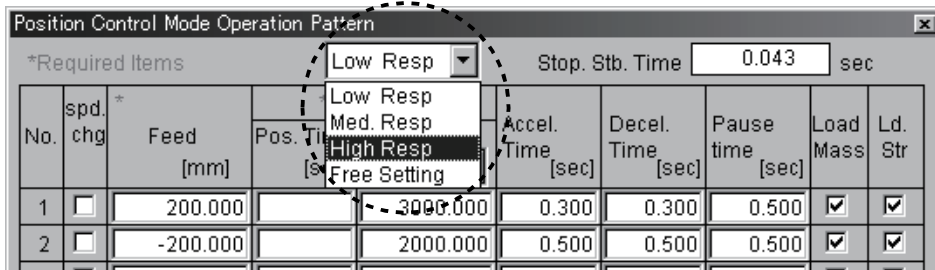 Position Control Mode Operation Pattern
*Required Items Low Resp Stop. Stb. Time 0.043 sec
Low Resp
Med. Resp
High Resp
Free Setting
No. spd. chg * Feed [mm] Pos. Accel. Time [sec] Decel. Time [sec] Pause time [sec] Load Mass Ld. Str
1 200.000 3000.000 0.300 0.300 0.500
2 -200.000 2000.000 0.500 0.500 0.500